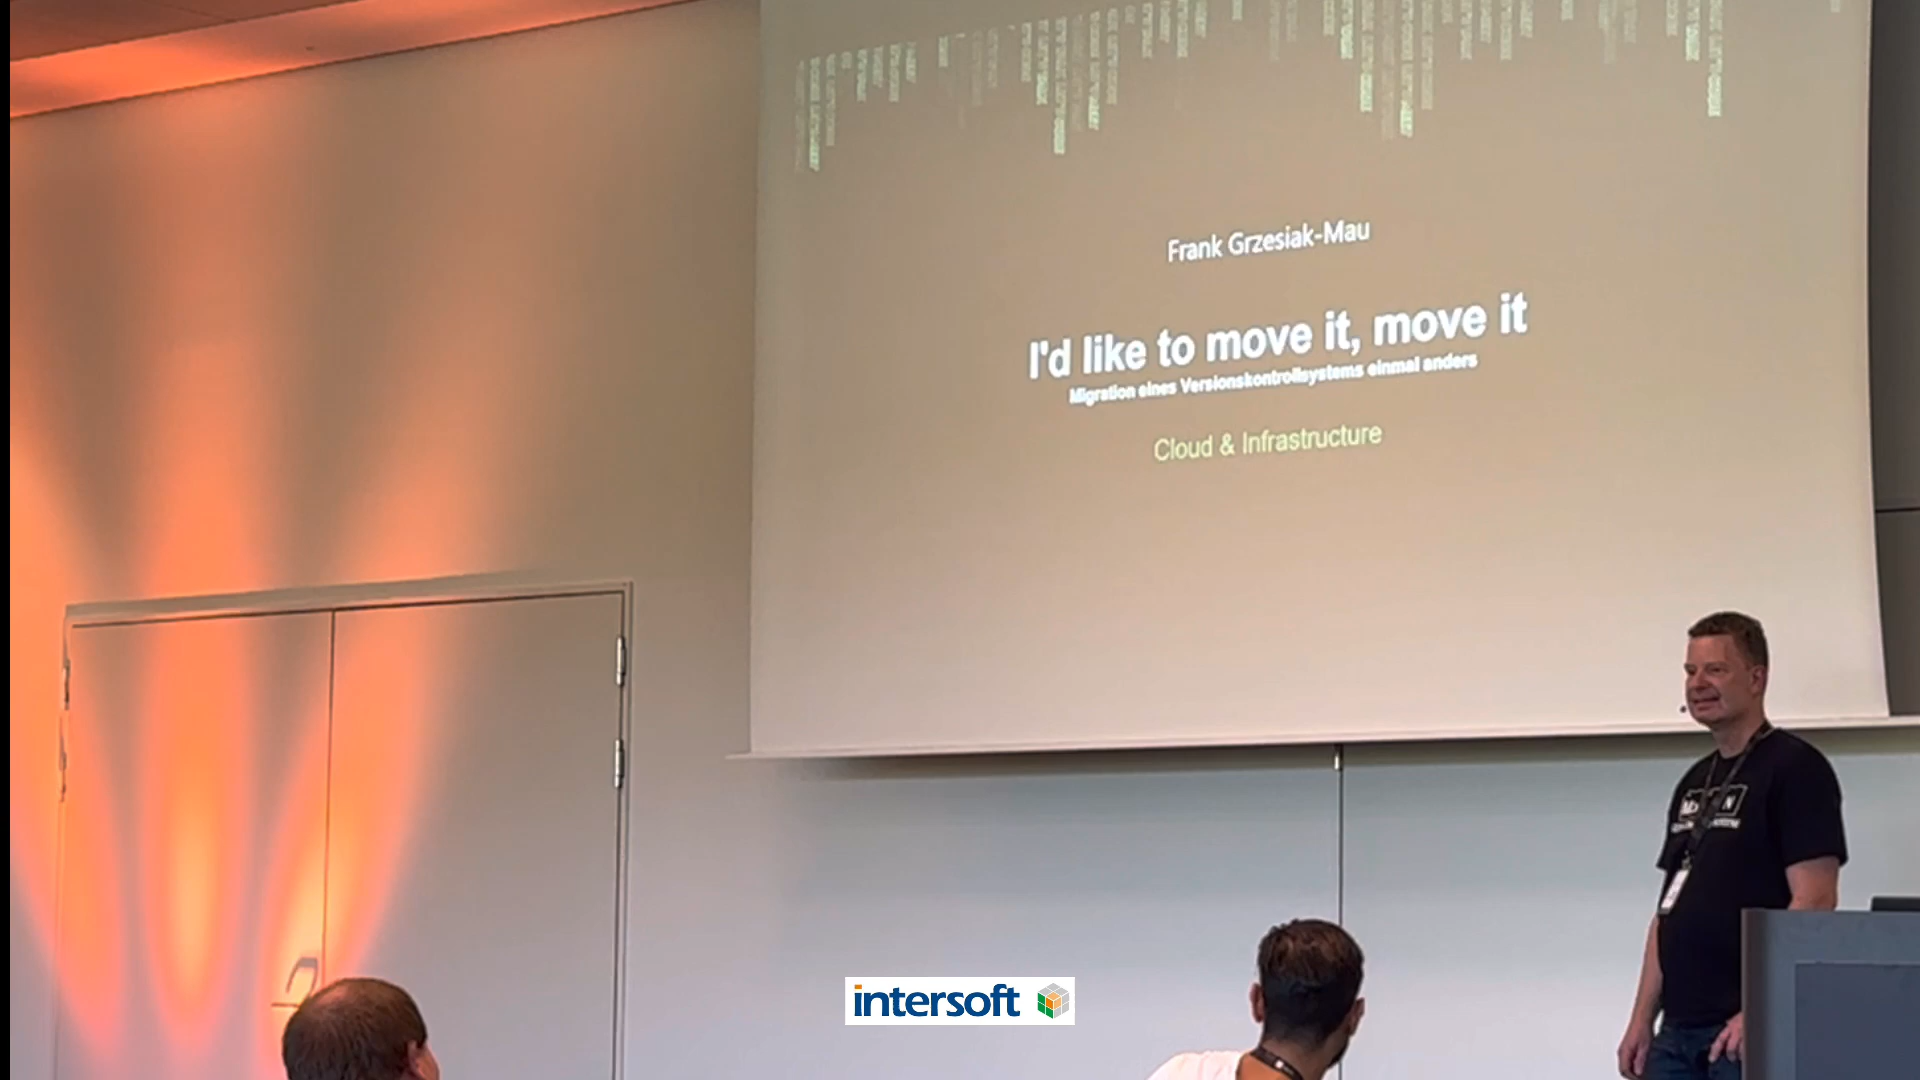 Frank Grzesiak-Mau
I'd like to move it, move it
Migration eines Versionskontrollsystems einmal anders
Cloud & Infrastructure
intersoft